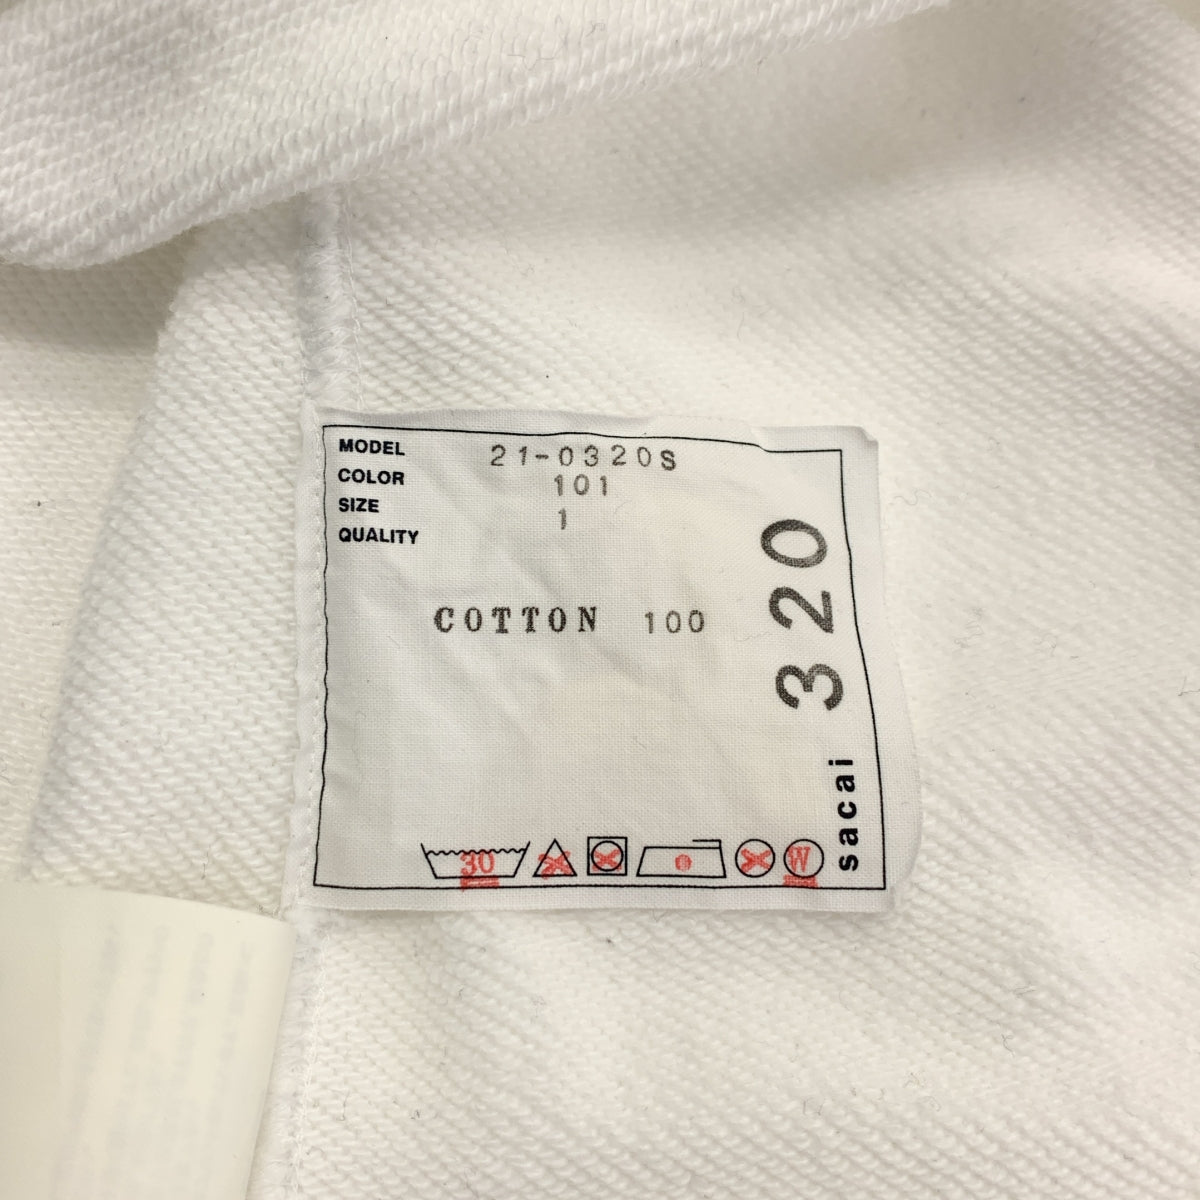 MODEL 21-0320S
COLOR 101
SIZE 1
QUALITY
COTTON 100
320
sacai
30
W